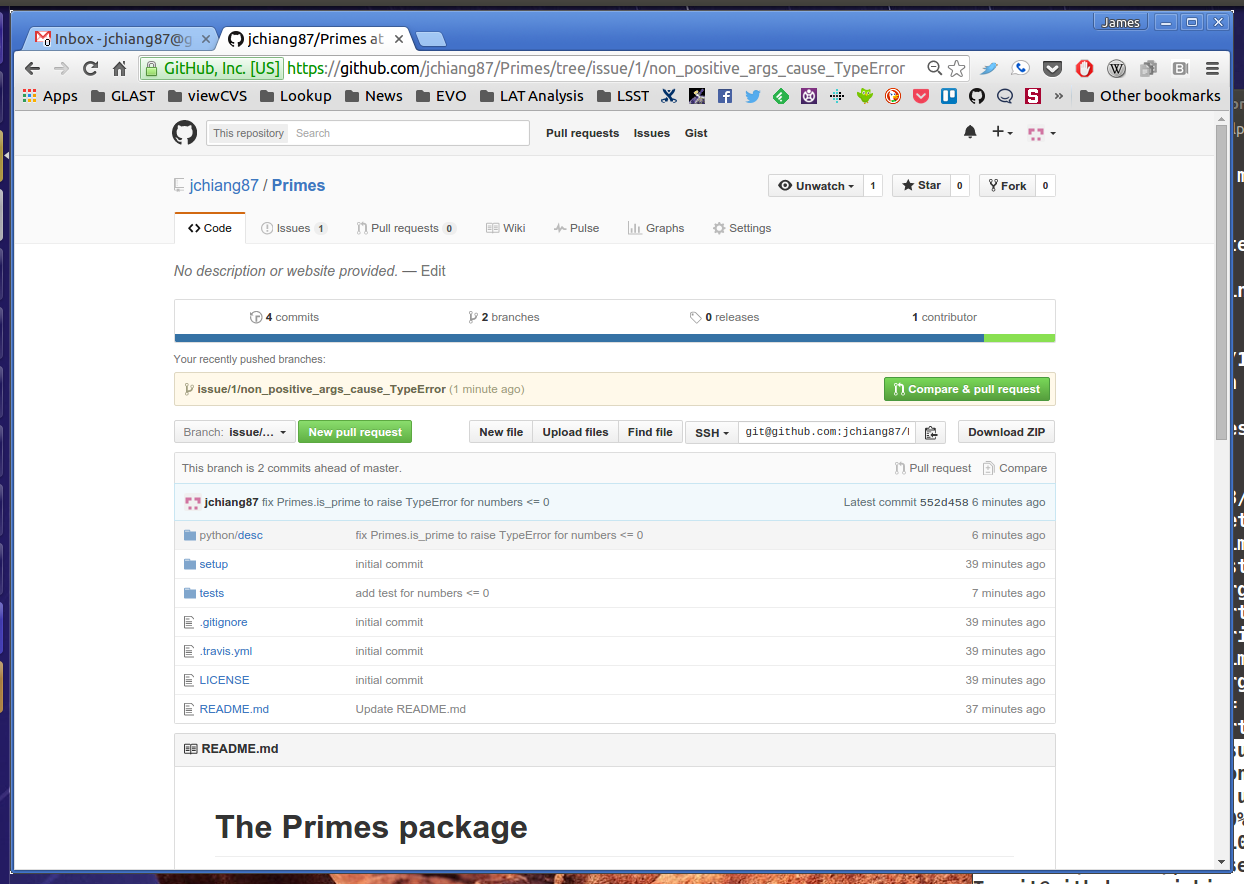 James
Inbox - jchiang87@g
jchiang87/Primes at
GitHub, Inc. [US] https://github.com/jchiang87/Primes/tree/issue/1/non_positive_args_cause_TypeError
Apps GLAST viewCVS Lookup News EVO LAT Analysis LSST » Other bookmarks
This repository Search Pull requests Issues Gist
jchiang87 / Primes
Unwatch 1 Star 0 Fork 0
Code Issues 1 Pull requests 0 Wiki Pulse Graphs Settings
No description or website provided. — Edit
4 commits 2 branches 0 releases 1 contributor
Your recently pushed branches:
issue/1/non_positive_args_cause_TypeError (1 minute ago) Compare & pull request
Branch: issue/... New pull request New file Upload files Find file SSH git@github.com:jchiang87/ Download ZIP
This branch is 2 commits ahead of master. Pull request Compare
jchiang87 fix Primes.is_prime to raise TypeError for numbers <= 0 Latest commit 552d458 6 minutes ago
python/desc fix Primes.is_prime to raise TypeError for numbers <= 0 6 minutes ago
setup initial commit 39 minutes ago
tests add test for numbers <= 0 7 minutes ago
.gitignore initial commit 39 minutes ago
.travis.yml initial commit 39 minutes ago
LICENSE initial commit 39 minutes ago
README.md Update README.md 37 minutes ago
README.md
The Primes package